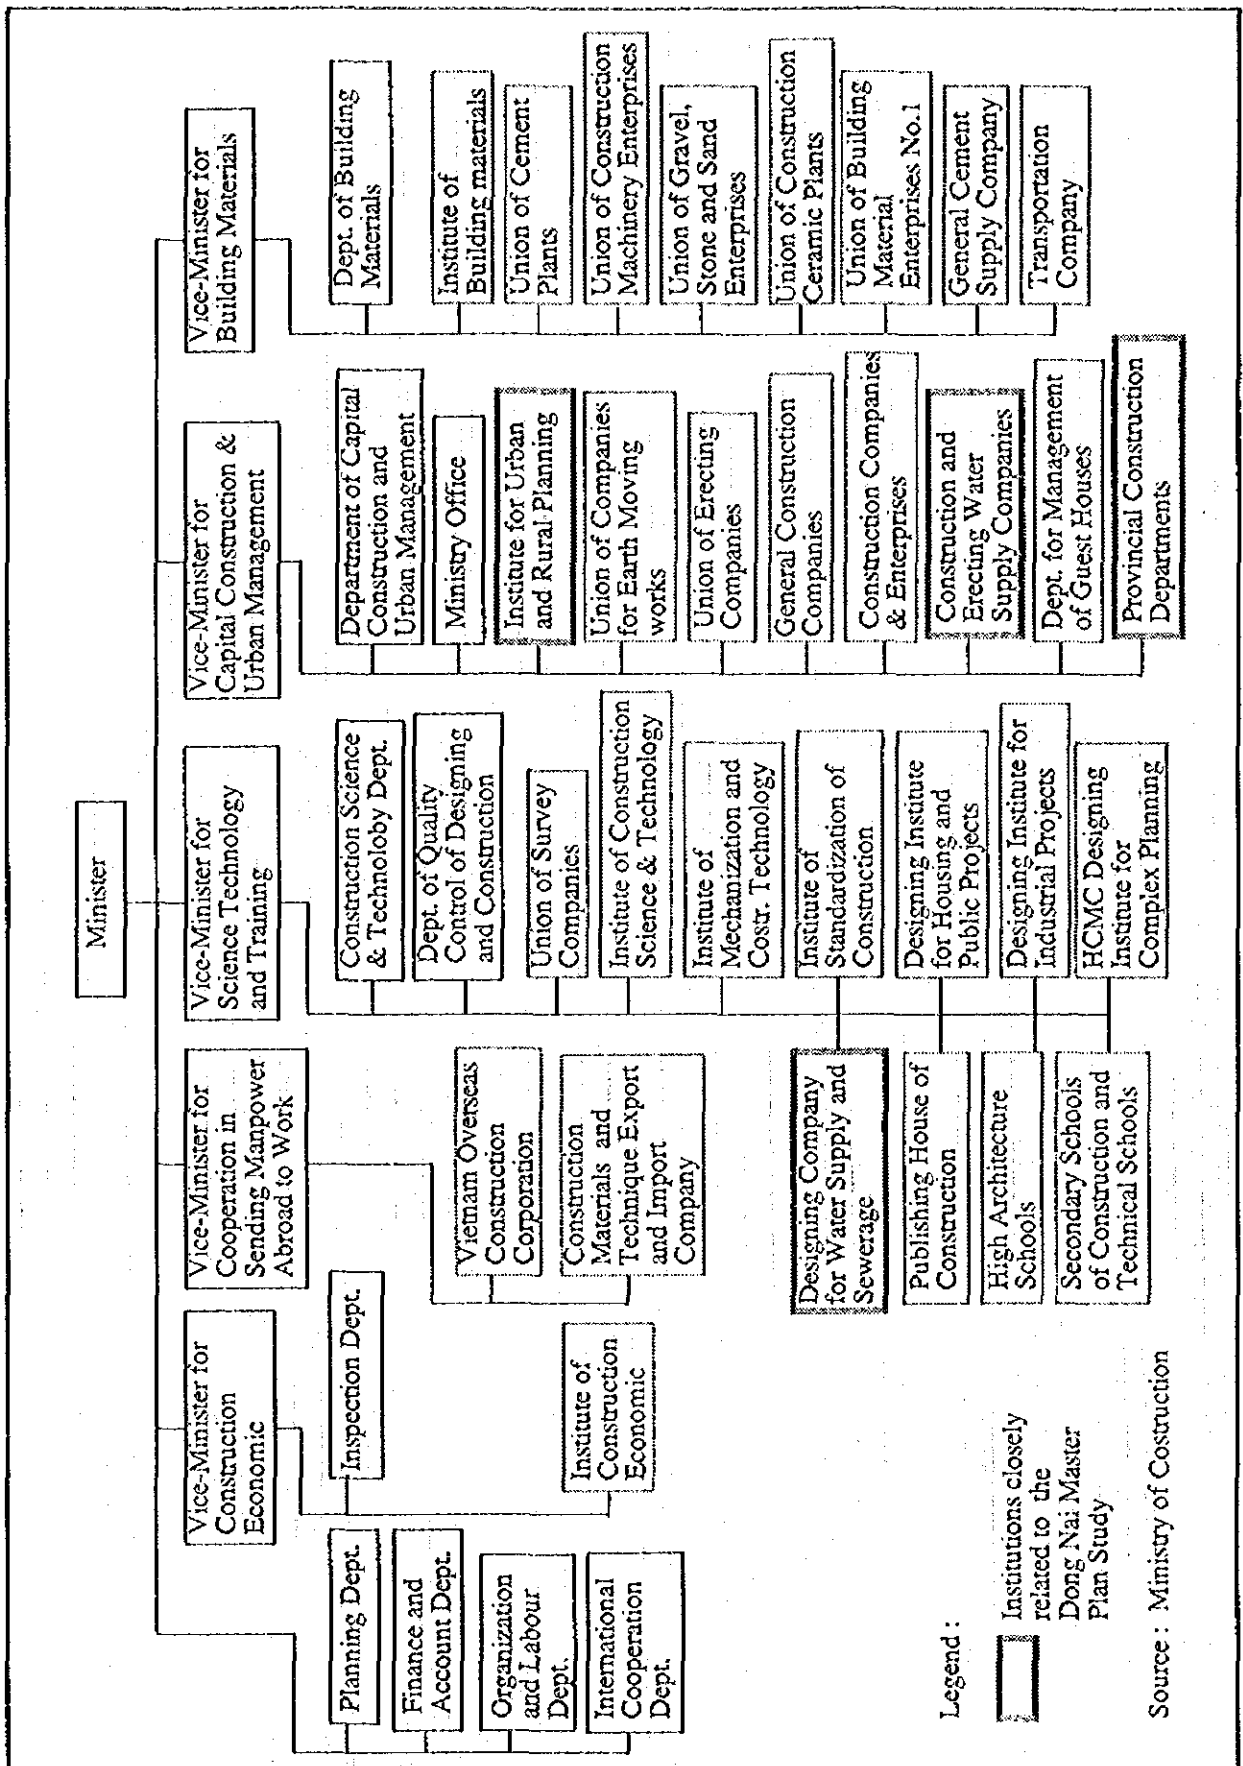 Minister
Vice-Minister for
Construction
Economic
Vice-Minister for
Cooperation in
Sending Manpower
Abroad to Work
Vice-Minister for
Science Technology
and Training
Vice-Minister for
Capital Construction &
Urban Management
Vice-Minister for
Building Materials
Planning Dept.
Finance and
Account Dept.
Organization
and Labour
Dept.
International
Cooperation
Dept.
Inspection Dept.
Institute of
Construction
Economic
Vietnam Overseas
Construction
Corporation
Construction
Materials and
Technique Export
and Import
Company
Construction Science
& Technoloby Dept.
Dept. of Quality
Control of Designing
and Construction
Union of Survey
Companies
Institute of Construction
Science & Technology
Institute of
Mechanization and
Costr. Technology
Institute of
Standardization of
Construction
Designing Institute
for Housing and
Public Projects
Designing Institute for
Industrial Projects
HCMC Designing
Institute for
Complex Planning
Designing Company
for Water Supply and
Sewerage
Publishing House of
Construction
High Architecture
Schools
Secondary Schools
of Construction and
Technical Schools
Department of Capital
Construction and
Urban Management
Ministry Office
Institute for Urban
and Rural Planning
Union of Companies
for Earth Moving
works
Union of Erecting
Companies
General Construction
Companies
Construction Companies
& Enterprises
Construction and
Erecting Water
Supply Companies
Dept. for Management
of Guest Houses
Provincial Construction
Departments
Dept. of Building
Materials
Institute of
Building materials
Union of Cement
Plants
Union of Construction
Machinery Enterprises
Union of Gravel,
Stone and Sand
Enterprises
Union of Construction
Ceramic Plants
Union of Building
Material
Enterprises No.1
General Cement
Supply Company
Transportation
Company
Legend :
Institutions closely
related to the
Dong Nai Master
Plan Study
Source : Ministry of Costruction